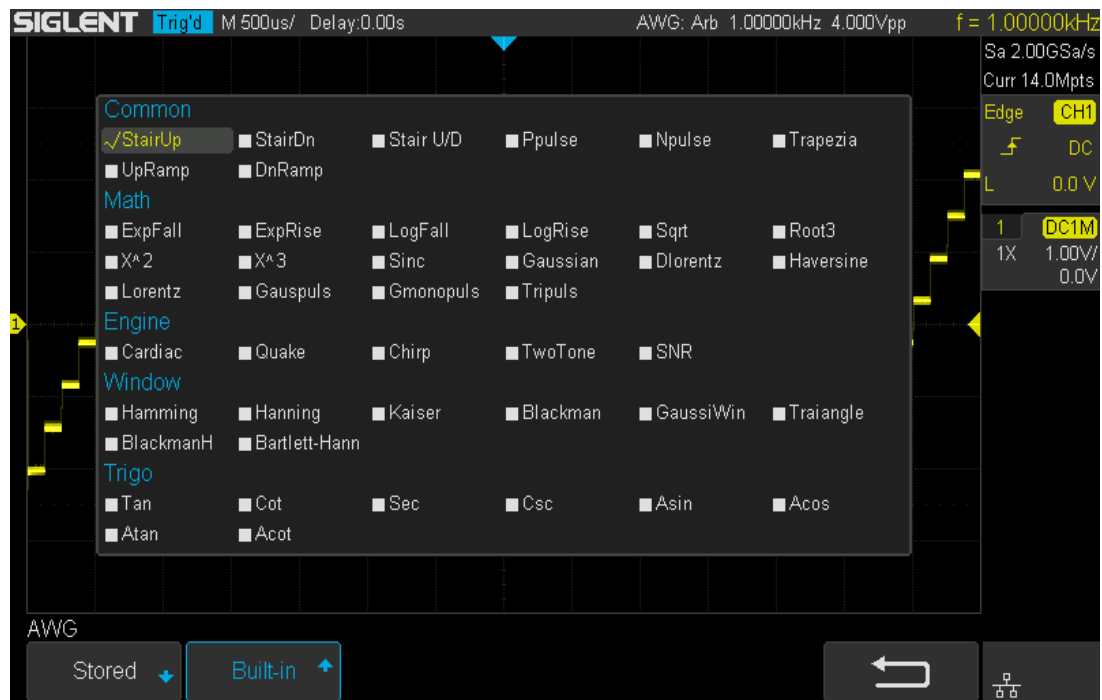 SIGLENT Trig'd M 500us/ Delay:0.00s AWG: Arb 1.00000kHz 4.000Vpp f = 1.00000kHz
Sa 2.00GSa/s
Curr 14.0Mpts
Edge CH1
DC
L 0.0 V
1 DC1M
1X 1.00V/
0.0V
Common
StairUp StairDn Stair U/D Ppulse Npulse Trapezia
UpRamp DnRamp
Math
ExpFall ExpRise LogFall LogRise Sqrt Root3
X^2 X^3 Sinc Gaussian Dlorentz Haversine
Lorentz Gauspuls Gmonopuls Tripuls
Engine
Cardiac Quake Chirp TwoTone SNR
Window
Hamming Hanning Kaiser Blackman GaussiWin Traiangle
BlackmanH Bartlett-Hann
Trigo
Tan Cot Sec Csc Asin Acos
Atan Acot
1
AWG
Stored Built-in